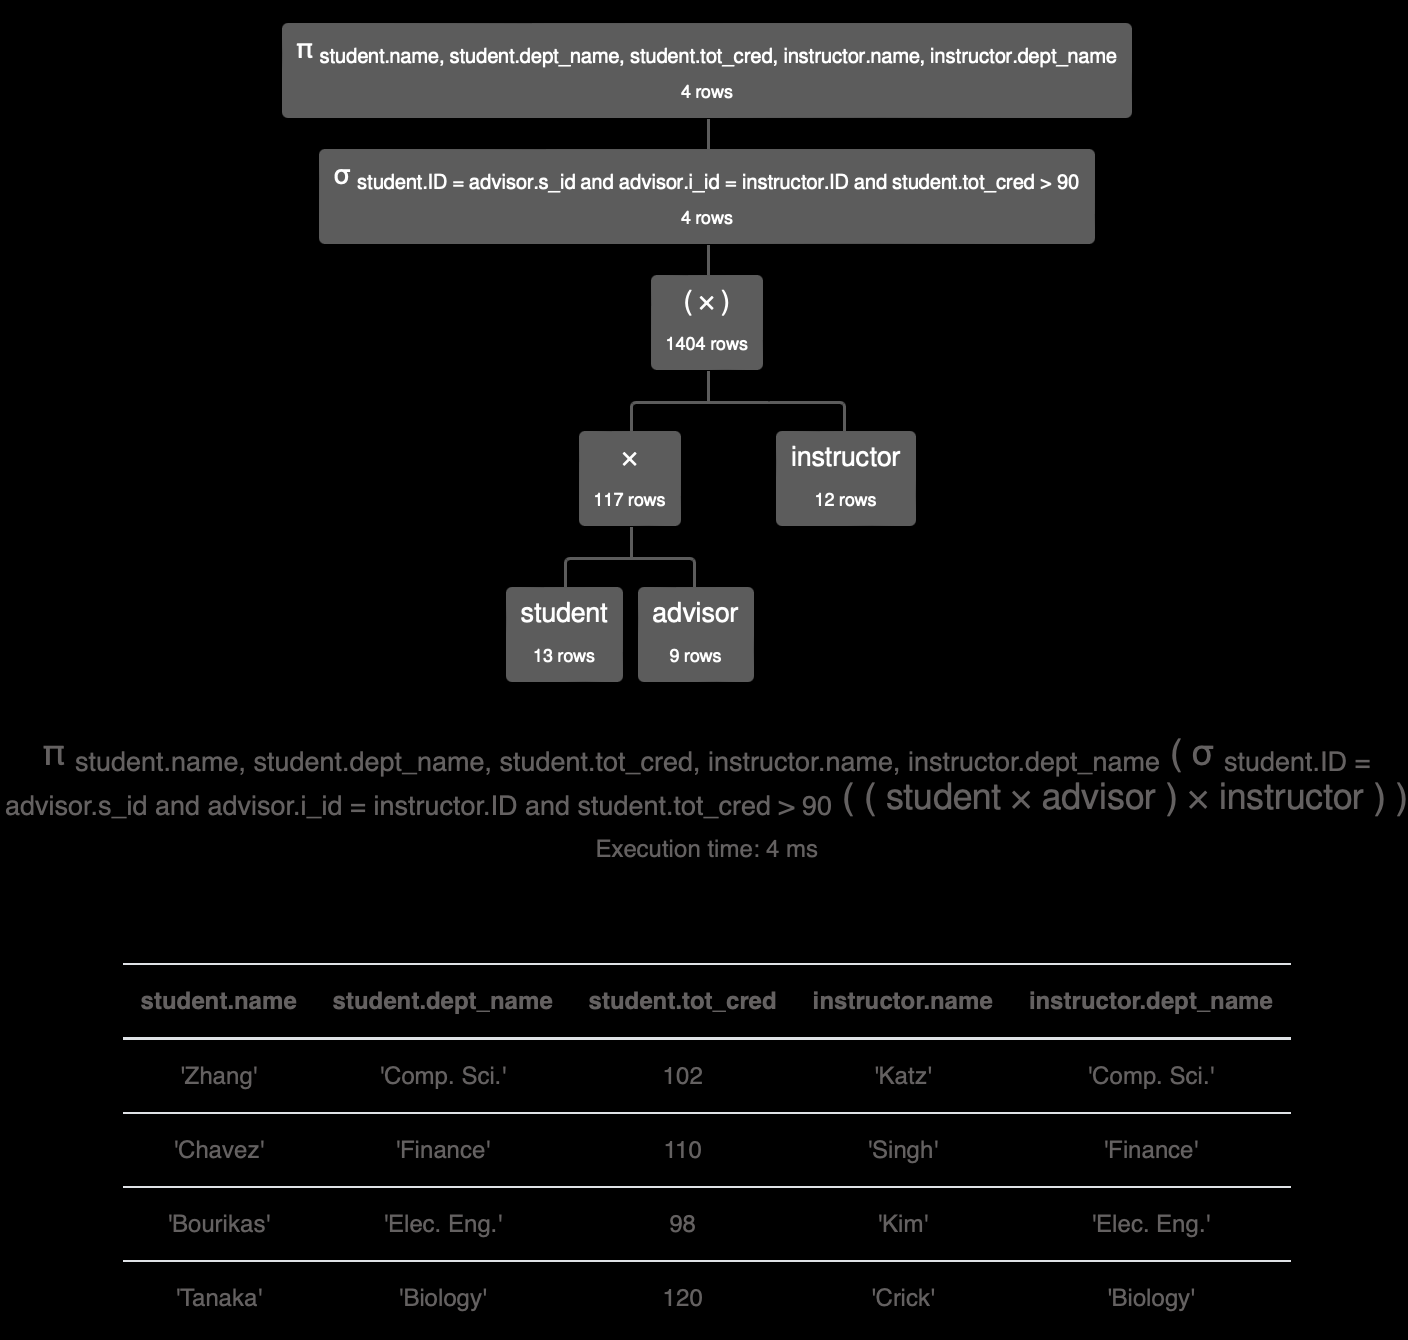 π student.name, student.dept_name, student.tot_cred, instructor.name, instructor.dept_name
4 rows
σ student.ID = advisor.s_id and advisor.i_id = instructor.ID and student.tot_cred > 90
4 rows
( × )
1404 rows
× instructor
117 rows 12 rows
student advisor
13 rows 9 rows
π student.name, student.dept_name, student.tot_cred, instructor.name, instructor.dept_name ( σ student.ID =
advisor.s_id and advisor.i_id = instructor.ID and student.tot_cred > 90 ( ( student × advisor ) × instructor ) )
Execution time: 4 ms
student.name student.dept_name student.tot_cred instructor.name instructor.dept_name
'Zhang' 'Comp. Sci.' 102 'Katz' 'Comp. Sci.'
'Chavez' 'Finance' 110 'Singh' 'Finance'
'Bourikas' 'Elec. Eng.' 98 'Kim' 'Elec. Eng.'
'Tanaka' 'Biology' 120 'Crick' 'Biology'